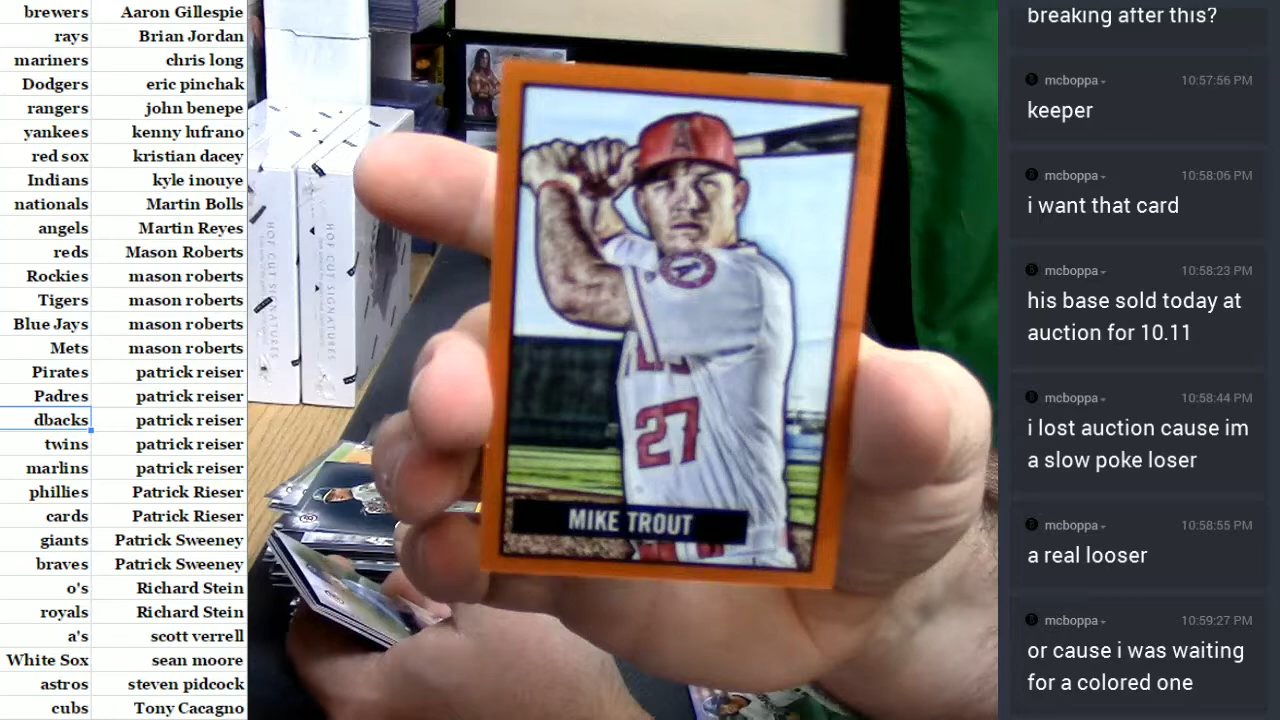 brewers Aaron Gillespie
rays Brian Jordan
mariners chris long
Dodgers eric pinchak
rangers john benepe
yankees kenny lufrano
red sox kristian dacey
Indians kyle inouye
nationals Martin Bolls
angels Martin Reyes
reds Mason Roberts
Rockies mason roberts
Tigers mason roberts
Blue Jays mason roberts
Mets mason roberts
Pirates patrick reiser
Padres patrick reiser
dbacks patrick reiser
twins patrick reiser
marlins patrick reiser
phillies Patrick Rieser
cards Patrick Rieser
giants Patrick Sweeney
braves Patrick Sweeney
o's Richard Stein
royals Richard Stein
a's scott verrell
White Sox sean moore
astros steven pidcock
cubs Tony Cacagno
HOF CUT SIGNATURES
HOF CUT SIGNATURES
A
27
MIKE TROUT
breaking after this?
mcboppa 10:57:56 PM
keeper
mcboppa 10:58:06 PM
i want that card
mcboppa 10:58:23 PM
his base sold today at
auction for 10.11
mcboppa 10:58:44 PM
i lost auction cause im
a slow poke loser
mcboppa 10:58:55 PM
a real looser
mcboppa 10:59:27 PM
or cause i was waiting
for a colored one